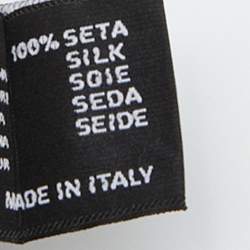 100% SETA
SILK
SOIE
SEDA
SEIDE
MADE IN ITALY